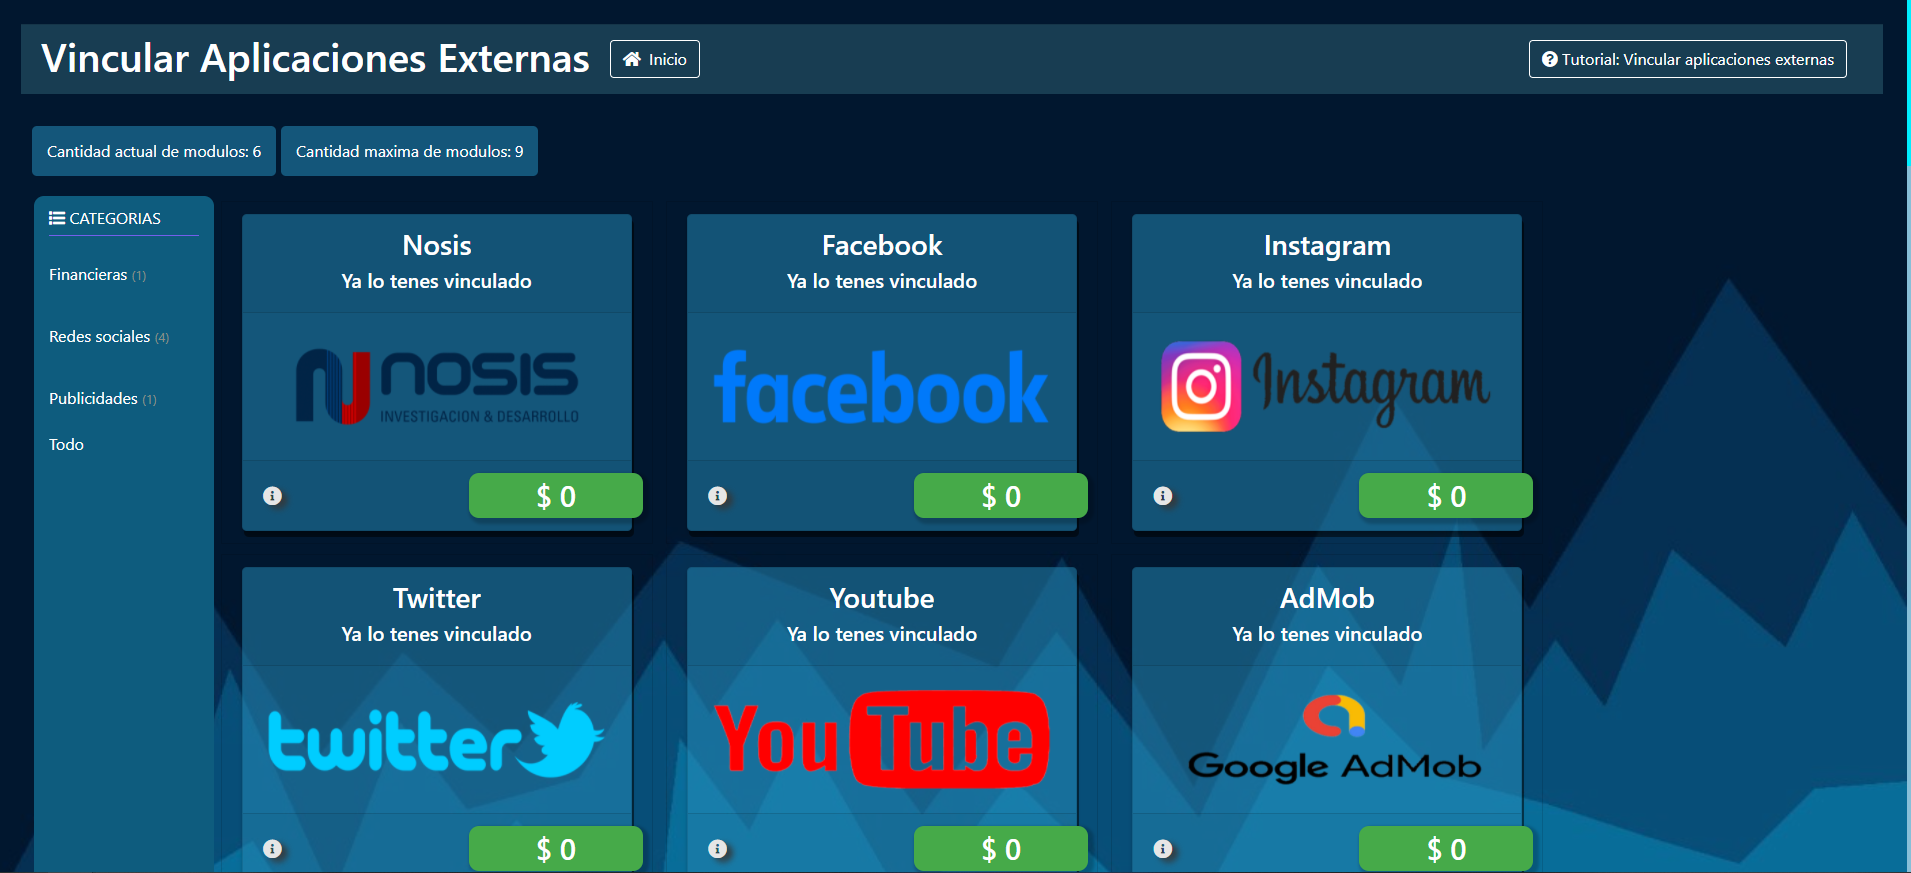 Vincular Aplicaciones Externas
Inicio
Tutorial: Vincular aplicaciones externas
Cantidad actual de modulos: 6
Cantidad maxima de modulos: 9
CATEGORIAS
Financieras (1)
Redes sociales (4)
Publicidades (1)
Todo
Nosis
Ya lo tenes vinculado
NOSIS
INVESTIGACION & DESARROLLO
$ 0
Facebook
Ya lo tenes vinculado
facebook
$ 0
Instagram
Ya lo tenes vinculado
Instagram
$ 0
Twitter
Ya lo tenes vinculado
twitter
$ 0
Youtube
Ya lo tenes vinculado
YouTube
$ 0
AdMob
Ya lo tenes vinculado
Google AdMob
$ 0